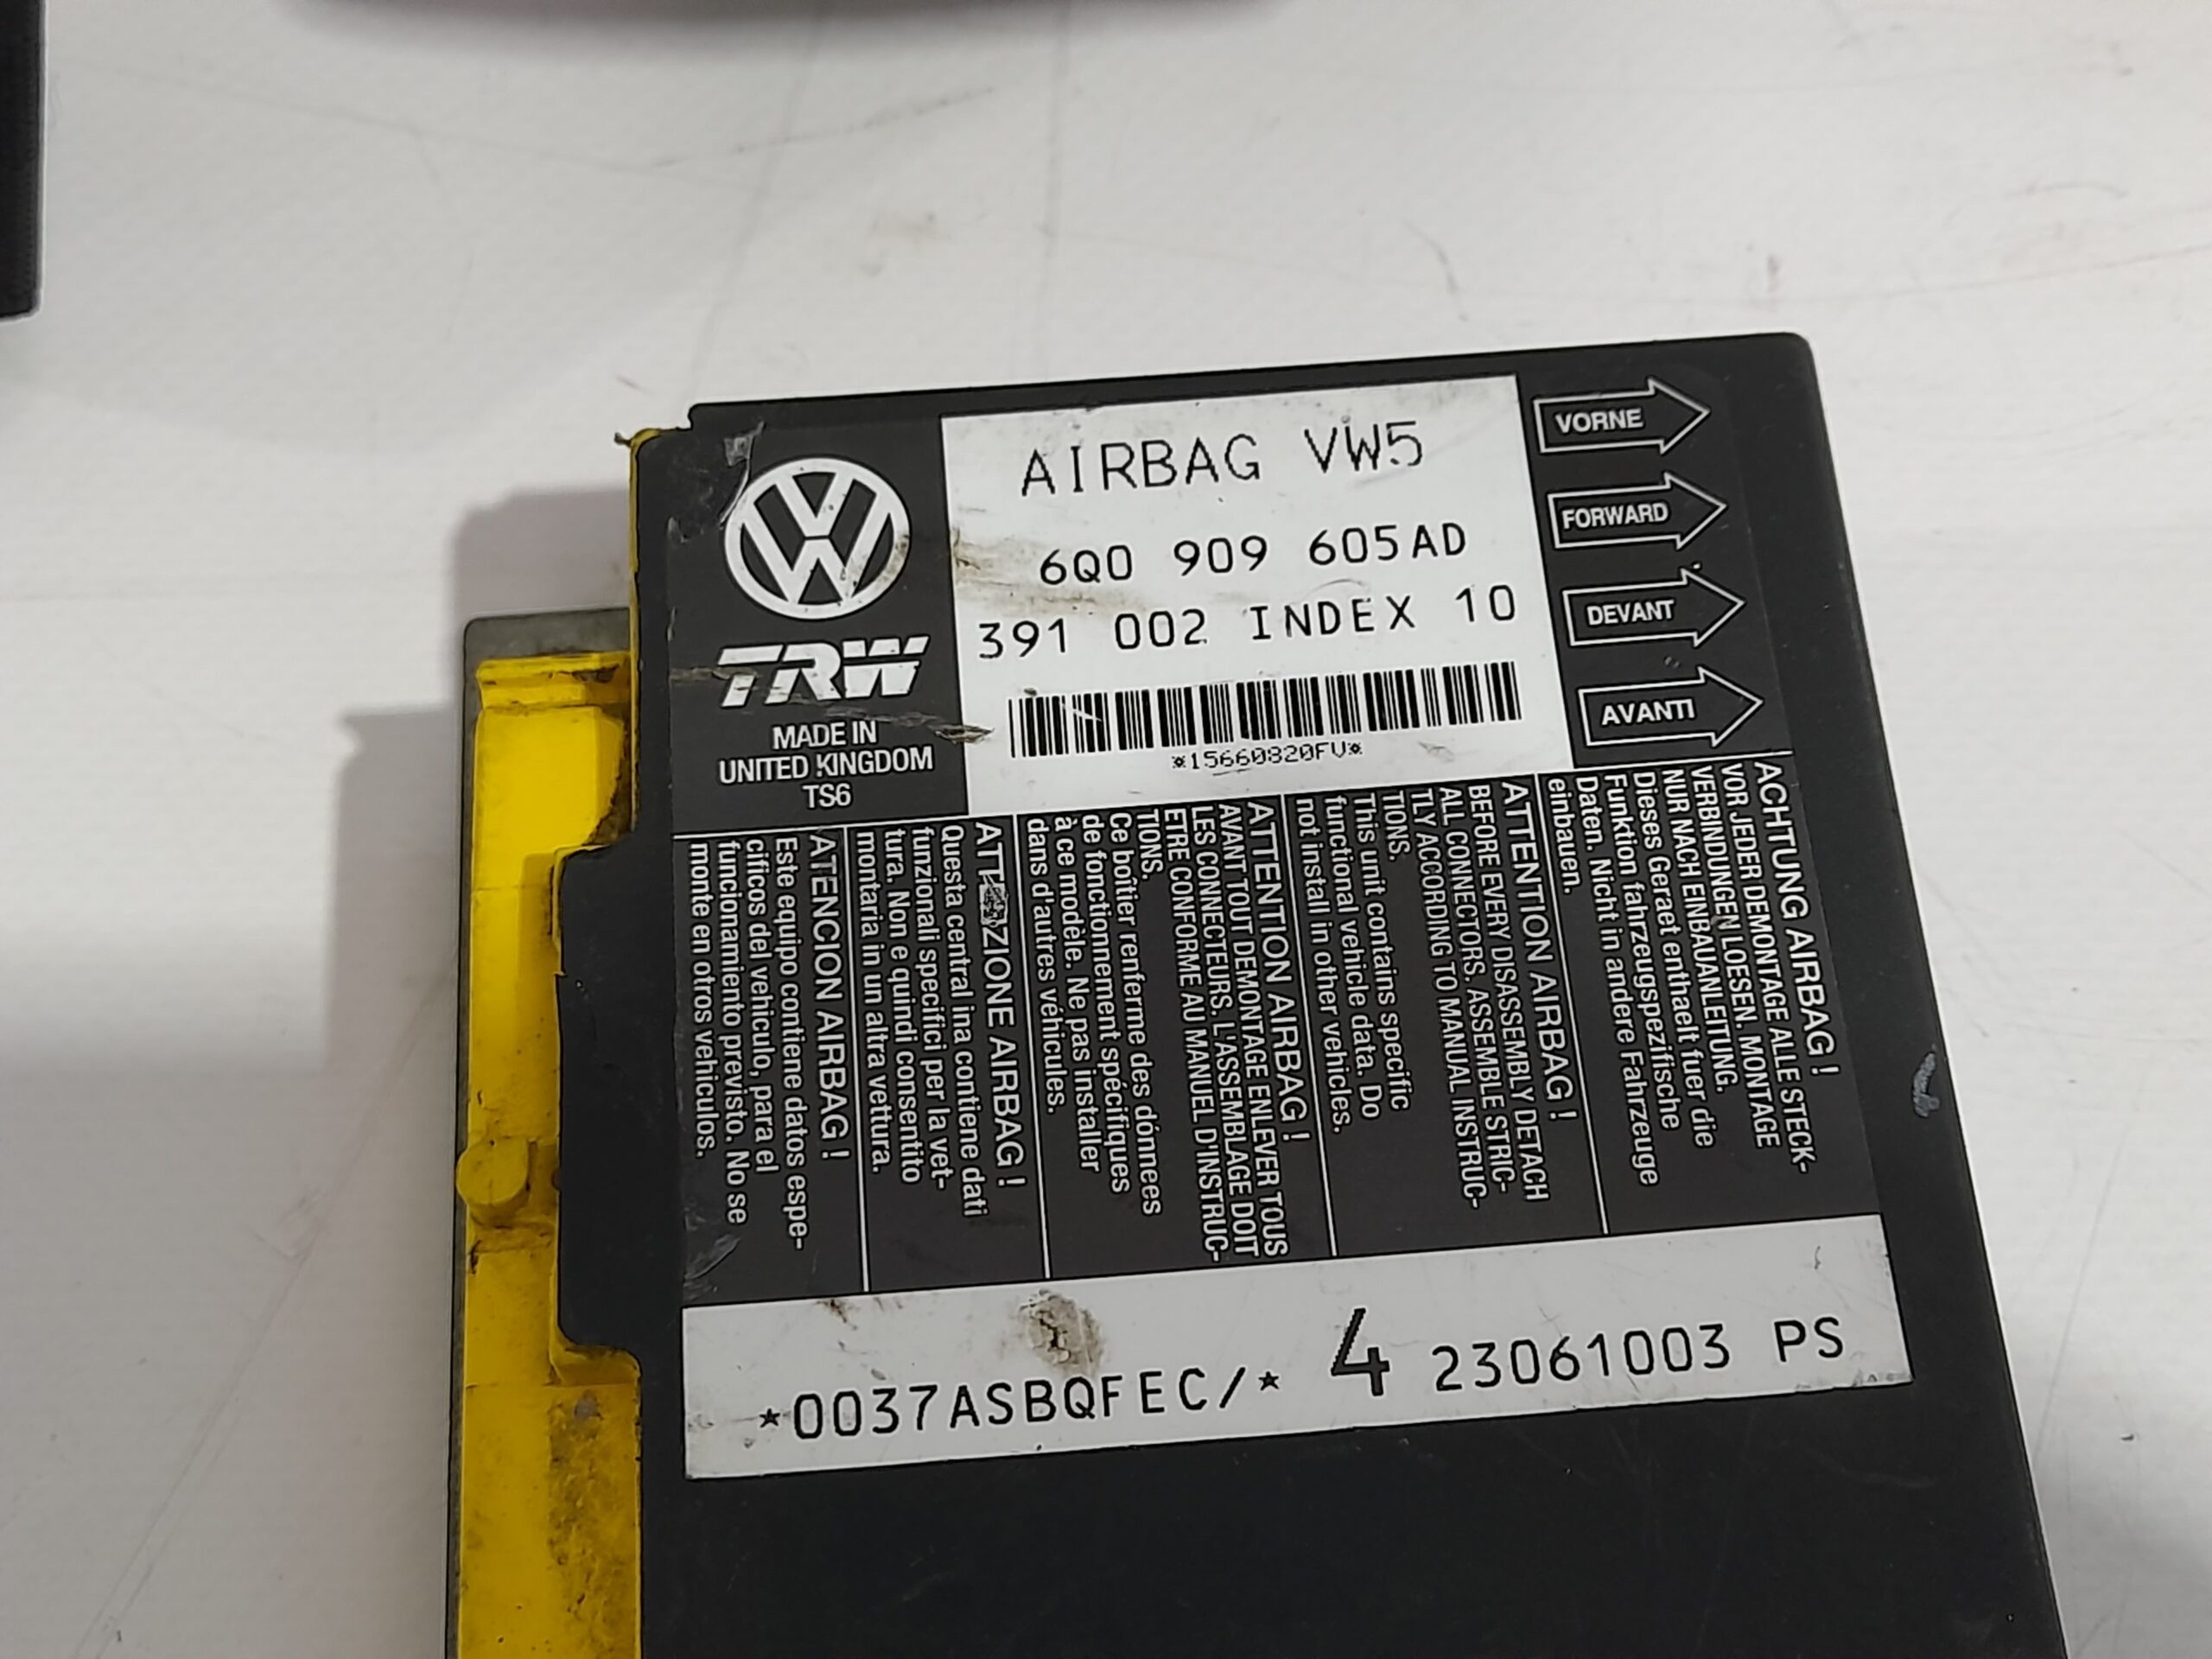 AIRBAG VW5
6Q0 909 605AD
391 002 INDEX 10
*15660820FV*
VW
TRW
MADE IN
UNITED KINGDOM
TS6
VORNE
FORWARD
DEVANT
AVANTI
ACHTUNG AIRBAG !
VOR JEDER DEMONTAGE ALLE STECK-
VERBINDUNGEN LOESEN. MONTAGE
NUR NACH EINBAUANLEITUNG.
Dieses Geraet enthaelt fuer die
Funktion fahrzeugspezifische
Daten. Nicht in andere Fahrzeuge
einbauen.
ATTENTION AIRBAG !
BEFORE EVERY DISASSEMBLY DETACH
ALL CONNECTORS. ASSEMBLE STRIC-
TLY ACCORDING TO MANUAL INSTRUC-
TIONS.
This unit contains specific
functional vehicle data. Do
not install in other vehicles.
ATTENTION AIRBAG !
AVANT TOUT DEMONTAGE ENLEVER TOUS
LES CONNECTEURS. L'ASSEMBLAGE DOIT
ETRE CONFORME AU MANUEL D'INSTRUC-
TIONS.
Ce boîtier renferme des dónnees
de fonctionnement spécifiques
à ce modèle. Ne pas installer
dans d'autres véhicules.
ATTENZIONE AIRBAG !
Questa central ina contiene dati
funzionali specifici per la vet-
tura. Non e quindi consentito
montaria in un altra vettura.
ATENCION AIRBAG !
Este equipo contiene datos espe-
cificos del vehiculo, para el
funcionamiento previsto. No se
monte en otros vehiculos.
*0037ASBQFEC/* 4 23061003 PS